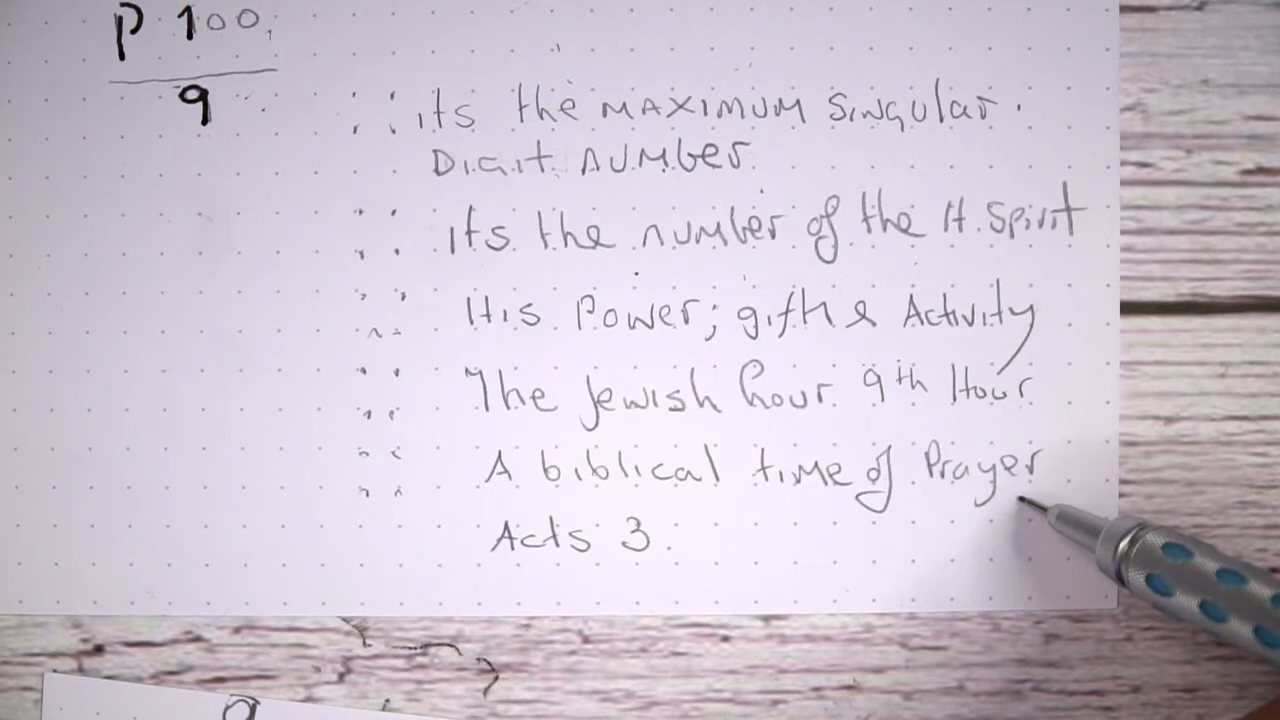 P 100
9
its the MAXIMUM Singular.
Digit NUMBER
its the number of the H. Spirit
His Power; gifts & Activity
The Jewish hour 9th Hour
A biblical time of Prayer
Acts 3.
9